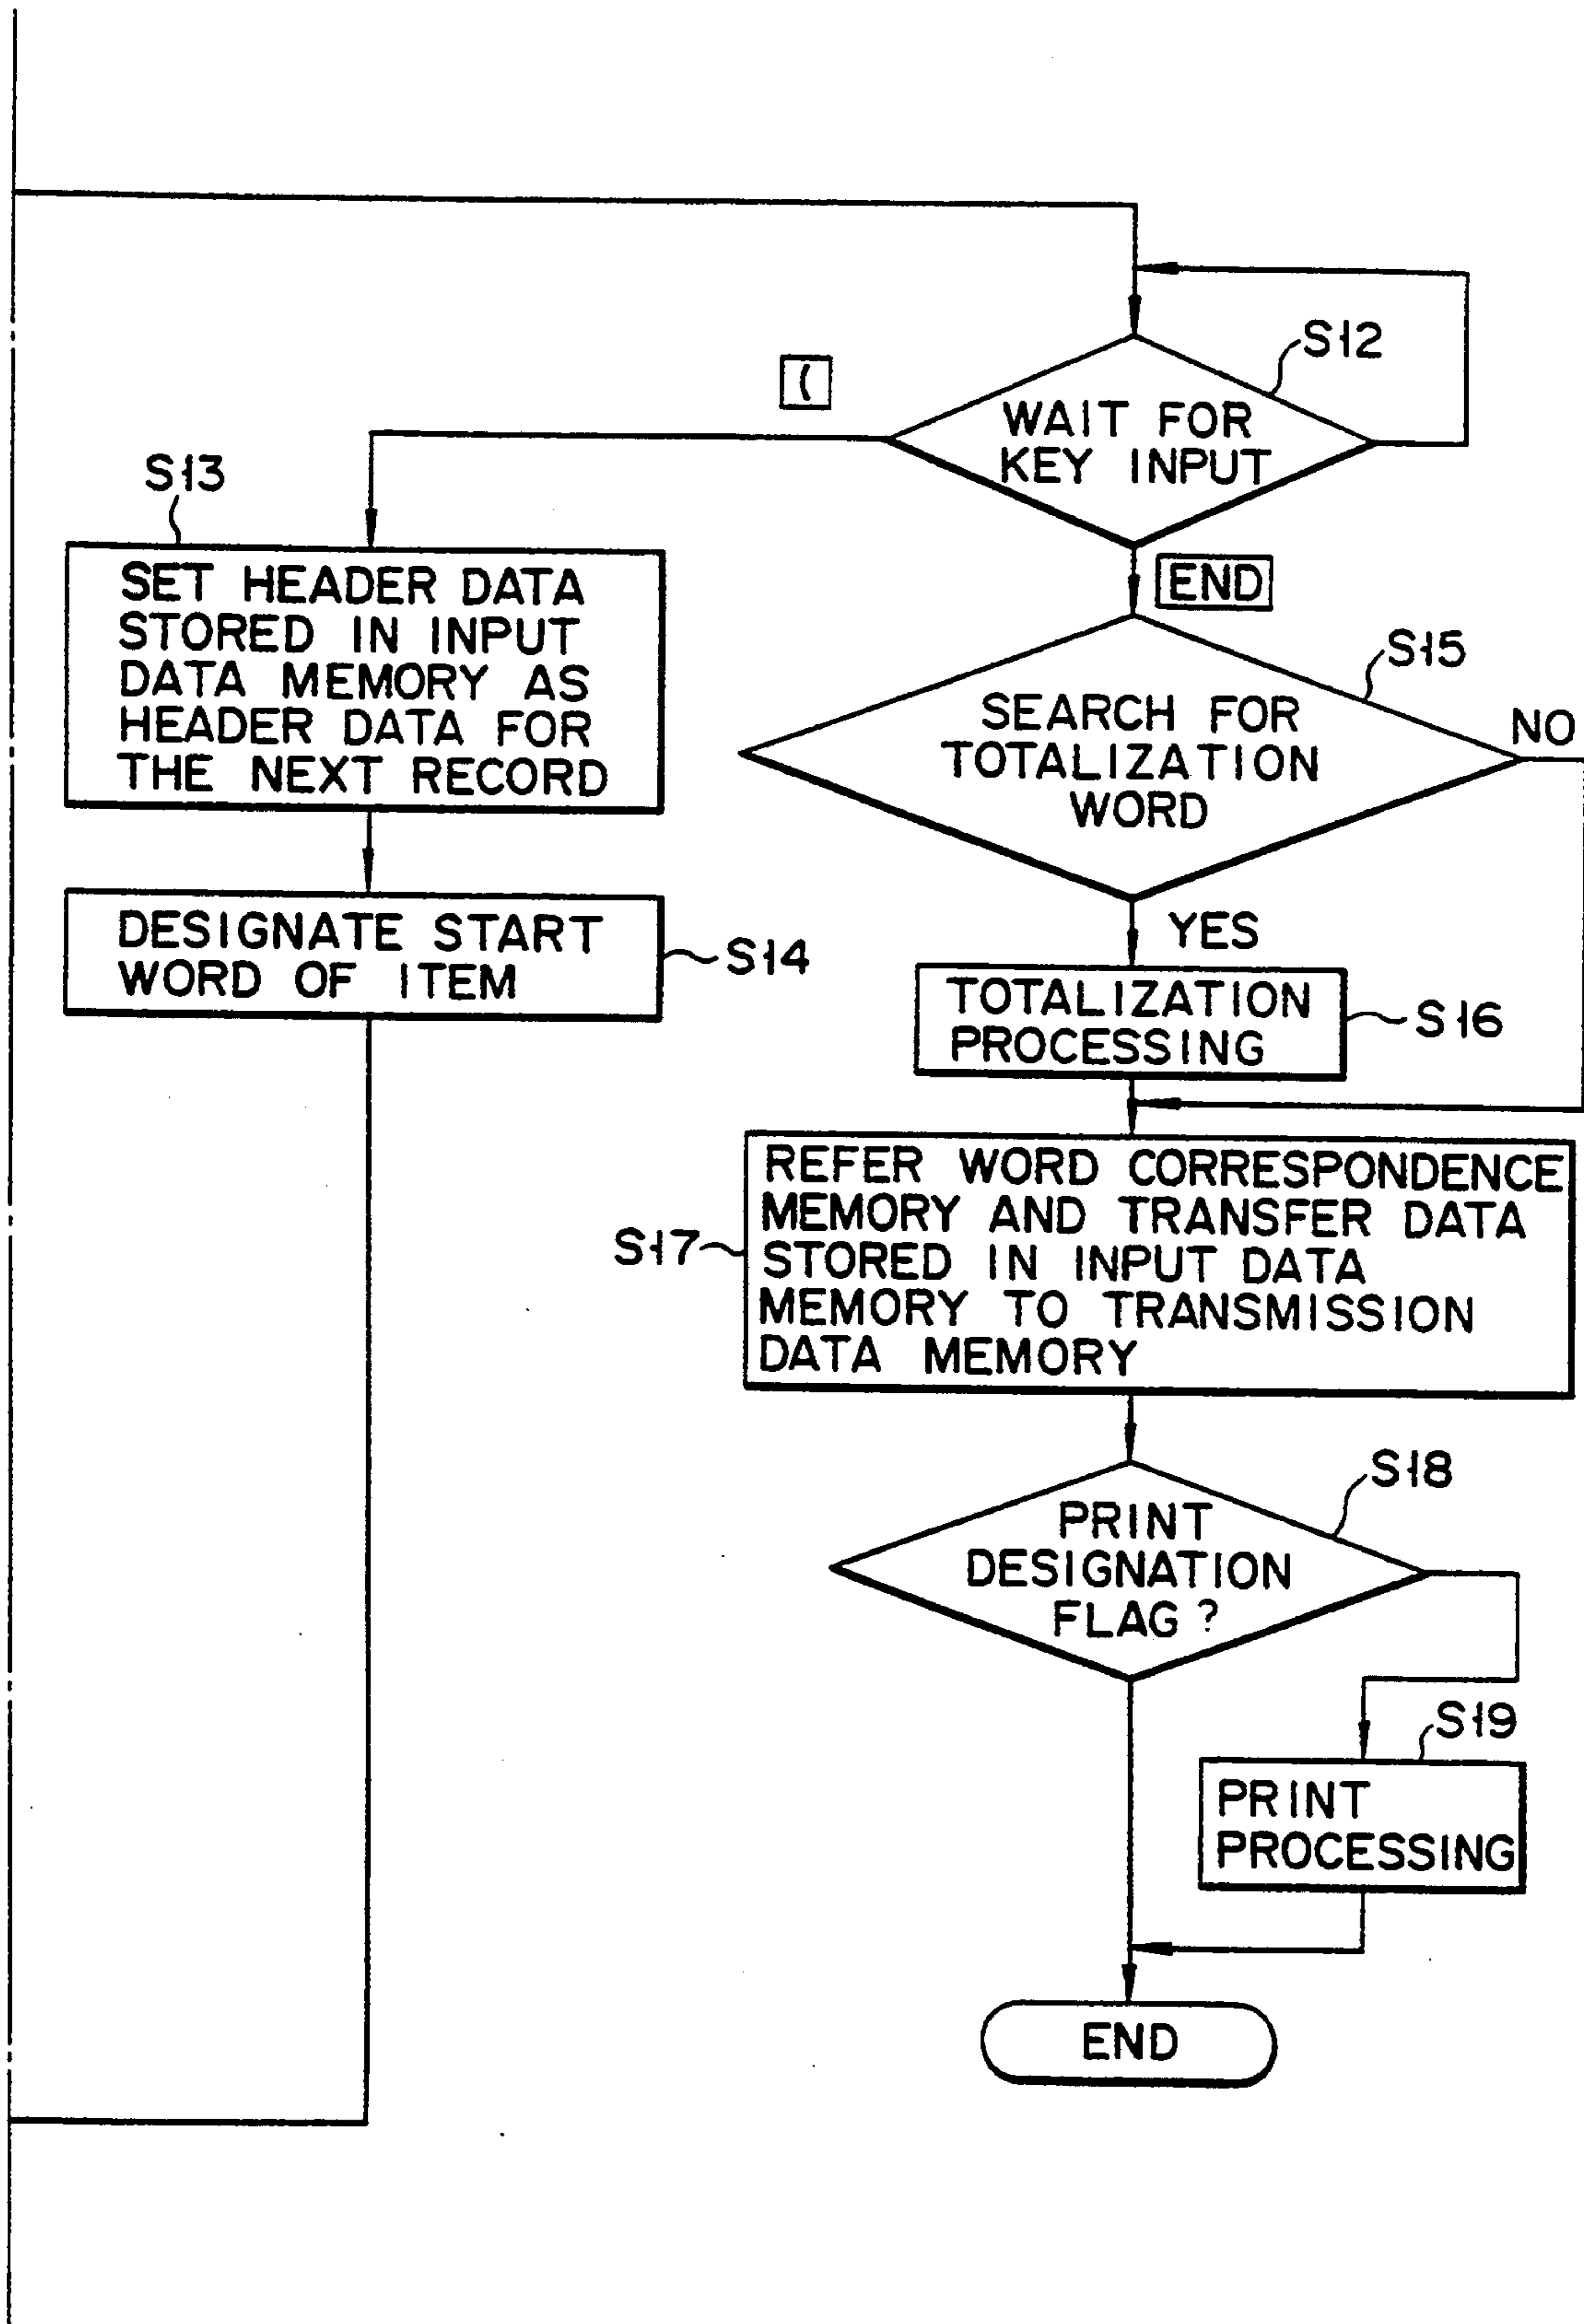 S12
(
WAIT FOR
KEY INPUT
S13
SET HEADER DATA
STORED IN INPUT
DATA MEMORY AS
HEADER DATA FOR
THE NEXT RECORD
END
S15
SEARCH FOR
TOTALIZATION
WORD
NO
DESIGNATE START
WORD OF ITEM
S14
YES
TOTALIZATION
PROCESSING
S16
REFER WORD CORRESPONDENCE
MEMORY AND TRANSFER DATA
STORED IN INPUT DATA
MEMORY TO TRANSMISSION
DATA MEMORY
S17
S18
PRINT
DESIGNATION
FLAG ?
S19
PRINT
PROCESSING
END